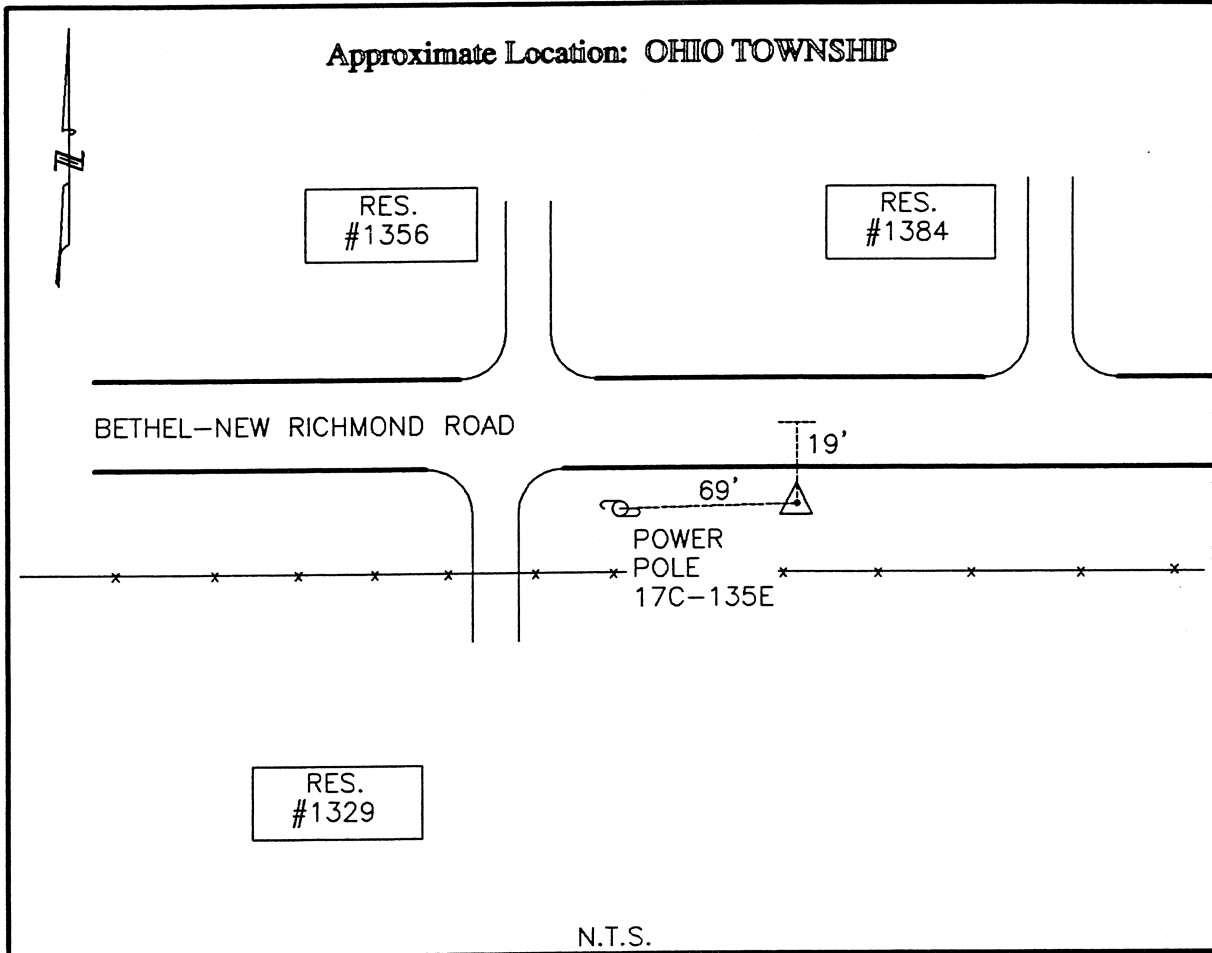 Approximate Location: OHIO TOWNSHIP
N
RES.
#1356
RES.
#1384
BETHEL-NEW RICHMOND ROAD
19'
69'
POWER
POLE
17C-135E
RES.
#1329
N.T.S.